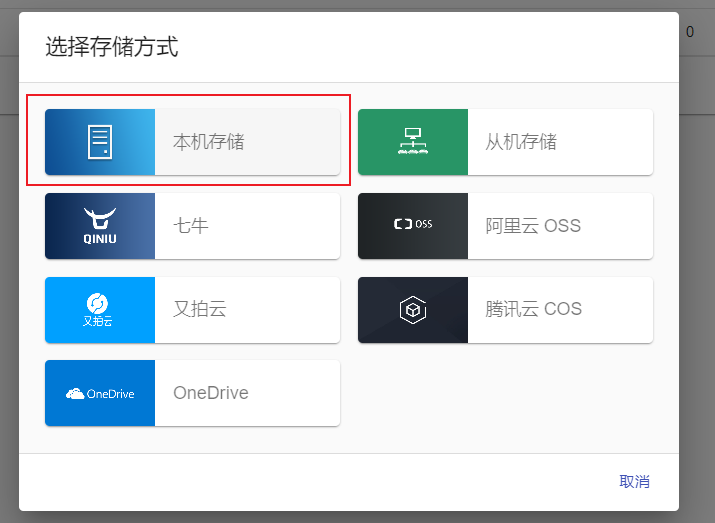 0
选择存储方式
本机存储
从机存储
QINIU
七牛
OSS
阿里云 OSS
又拍云
又拍云
腾讯云 COS
OneDrive
OneDrive
取消